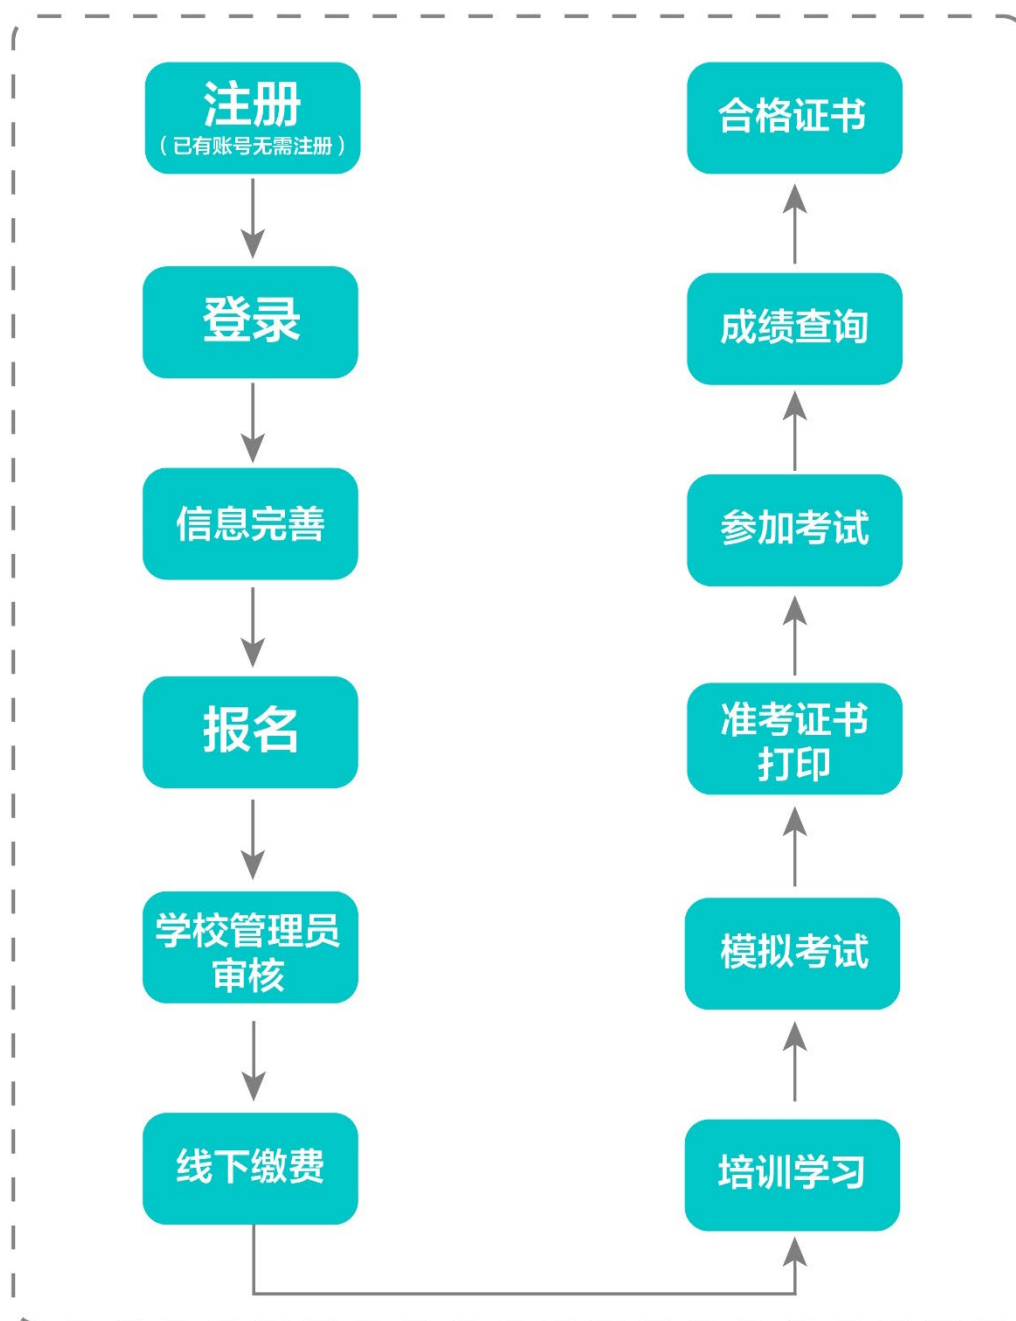 注册
（已有账号无需注册）
登录
信息完善
报名
学校管理员
审核
线下缴费
培训学习
模拟考试
准考证书
打印
参加考试
成绩查询
合格证书